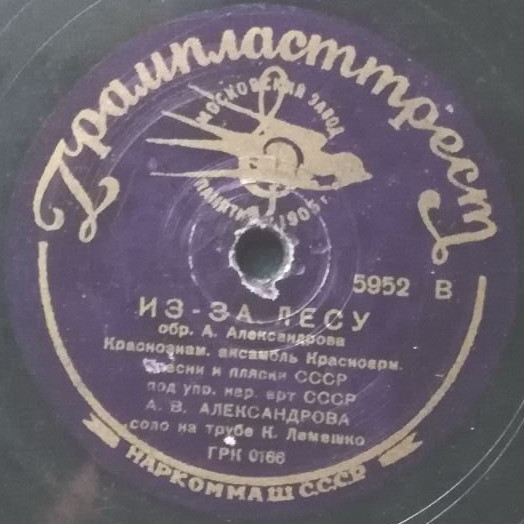 Грампласттрест
МОСКОВСКИЙ ЗАВОД
ПАМЯТИ 1905 г.
5952 В
ИЗ-ЗА ЛЕСУ
обр. А. Александрова
Краснознам. ансамбль Красноарм.
песни и пляски СССР
под упр. нар. арт СССР
А. В. АЛЕКСАНДРОВА
соло на трубе К. Лемешко
ГРК 0166
НАРКОММАШ С.С.С.Р.